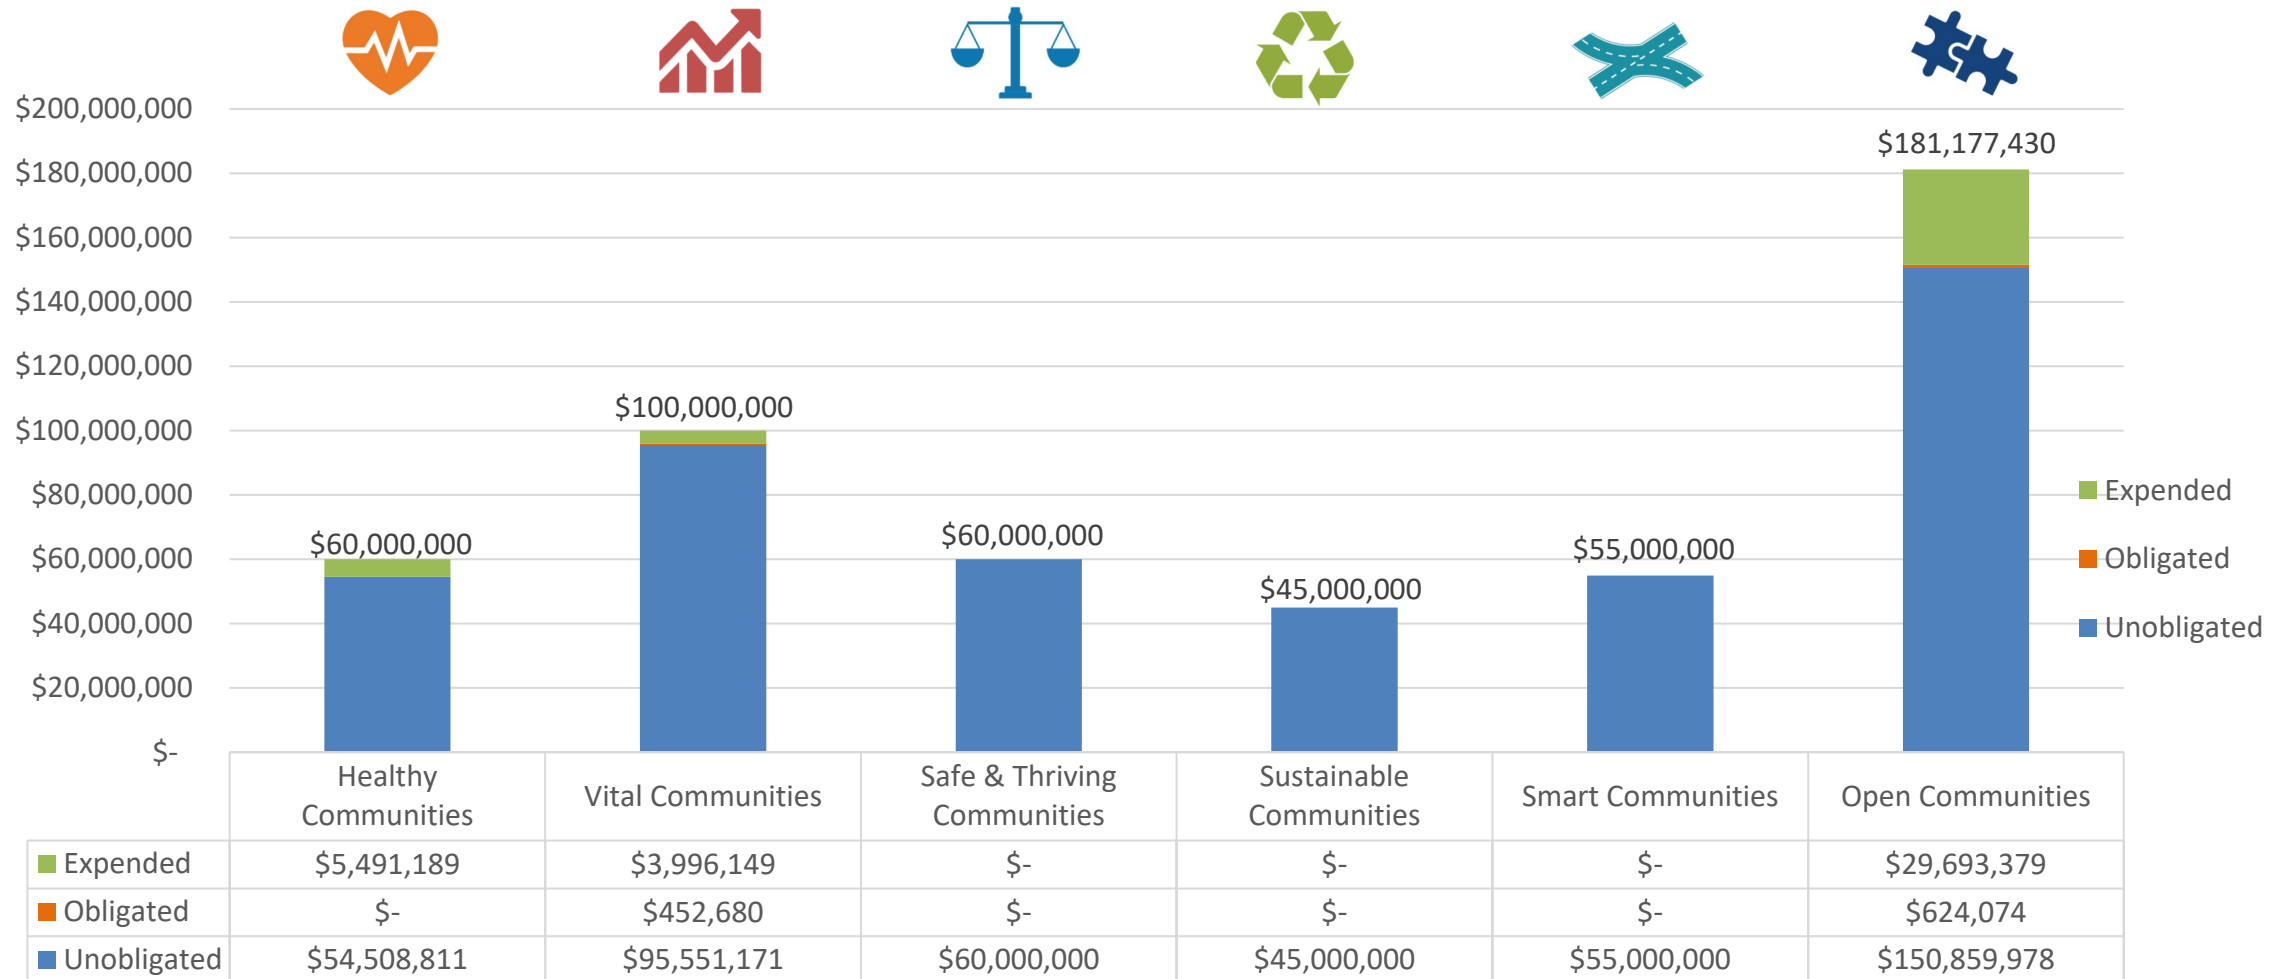 $200,000,000
$180,000,000
$160,000,000
$140,000,000
$120,000,000
$100,000,000
$80,000,000
$60,000,000
$40,000,000
$20,000,000
$-
$60,000,000
$100,000,000
$60,000,000
$45,000,000
$55,000,000
$181,177,430
Expended
Obligated
Unobligated
Healthy
Communities
Vital Communities
Safe & Thriving
Communities
Sustainable
Communities
Smart Communities
Open Communities
Expended $5,491,189 $3,996,149 $- $- $- $29,693,379
Obligated $- $452,680 $- $- $- $624,074
Unobligated $54,508,811 $95,551,171 $60,000,000 $45,000,000 $55,000,000 $150,859,978